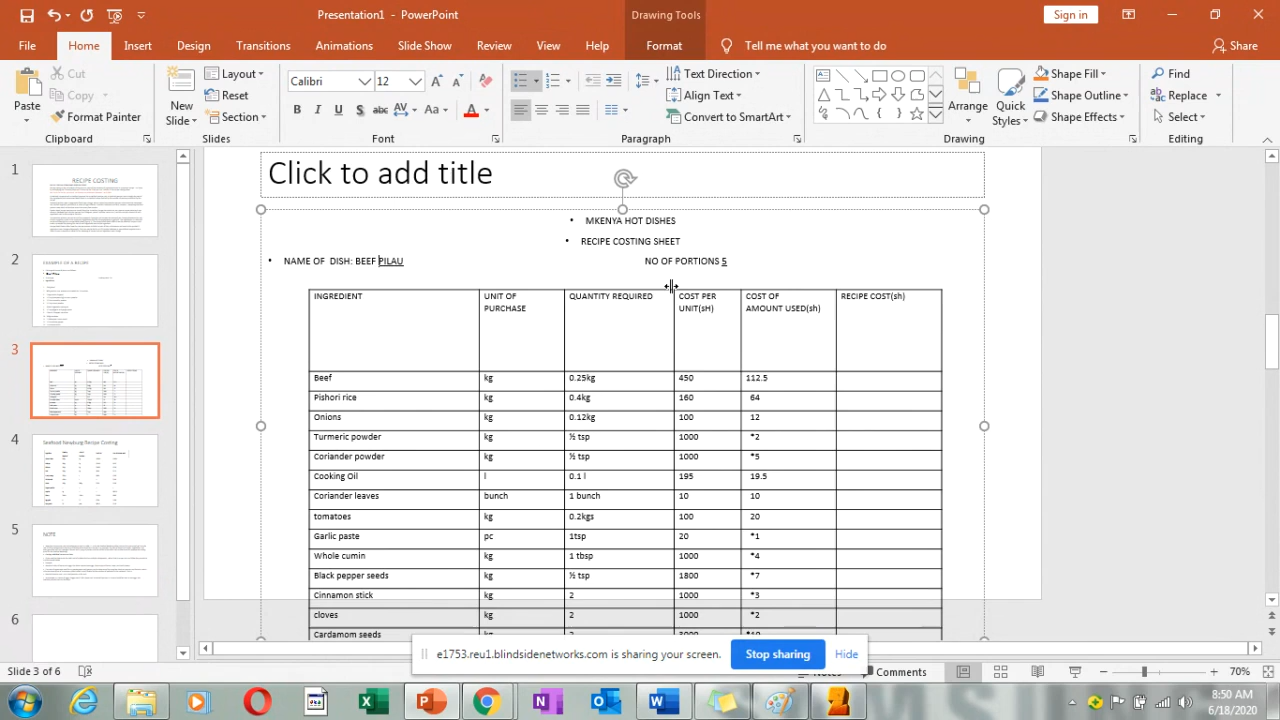 Presentation1 - PowerPoint
Drawing Tools
Sign in
File Home Insert Design Transitions Animations Slide Show Review View Help Format Tell me what you want to do Share
Cut
Copy
Format Painter
Paste
Clipboard
New Slide
Layout
Reset
Section
Slides
Calibri 12
Font
Paragraph
Text Direction
Align Text
Convert to SmartArt
Arrange
Quick Styles
Shape Fill
Shape Outline
Shape Effects
Drawing
Find
Replace
Select
Editing
1
RECIPE COSTING
2
EXAMPLE OF A RECIPE
3
4
Seafood Newburg Recipe Costing
5
NOTE
6
Click to add title
• MKENYA HOT DISHES
• RECIPE COSTING SHEET
• NAME OF DISH: BEEF PILAU NO OF PORTIONS 5
INGREDIENT UNIT OF PURCHASE QUANTITY REQUIRED COST PER UNIT(sH) COST OF AMOUNT USED(sh) RECIPE COST(sh)
Beef kg 0.25kg 450 112.5
Pishori rice kg 0.4kg 160 64
Onions kg 0.12kg 100 12
Turmeric powder kg ½ tsp 1000 *2
Coriander powder kg ½ tsp 1000 *5
Cooking Oil l 0.1 l 195 19.5
Coriander leaves bunch 1 bunch 10 10
tomatoes kg 0.2kgs 100 20
Garlic paste pc 1tsp 20 *1
Whole cumin kg 1 tbsp 1000 *4
Black pepper seeds kg ½ tsp 1800 *7
Cinnamon stick kg 2 1000 *3
cloves kg 2 1000 *2
Cardamom seeds kg
e1753.reu1.blindsidenetworks.com is sharing your screen. Stop sharing Hide
Slide 3 of 6
Notes
Comments
70%
8:50 AM
6/18/2020